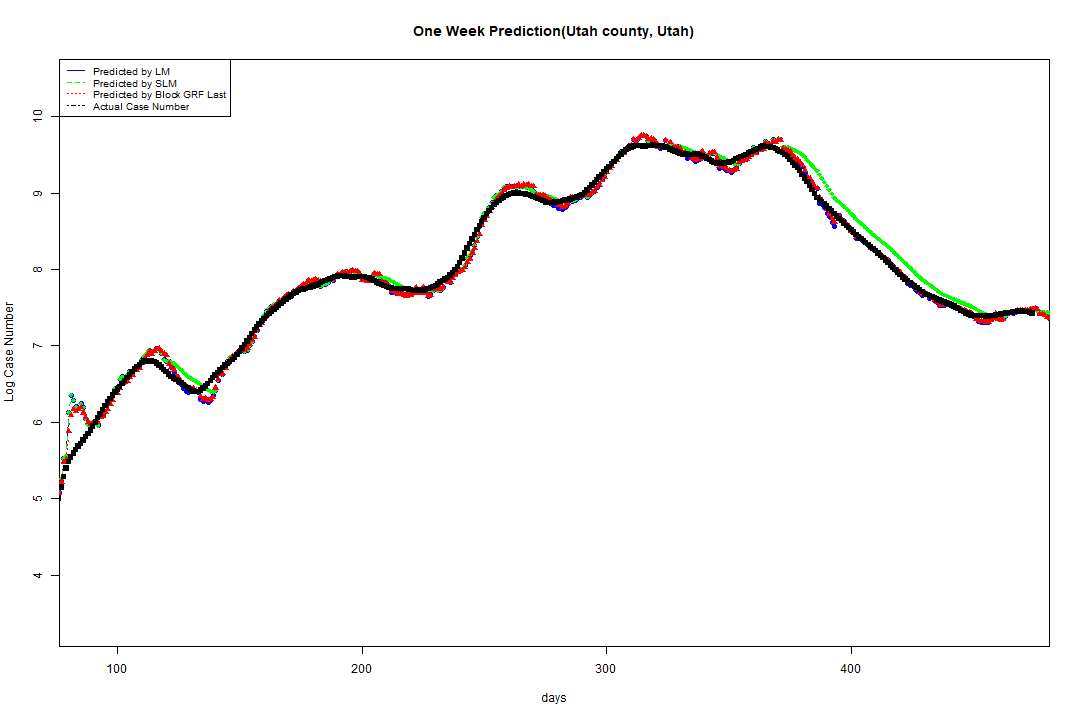 One Week Prediction(Utah county, Utah)
Predicted by LM
Predicted by SLM
Predicted by Block GRF Last
Actual Case Number
10
9
8
7
6
5
4
Log Case Number
100 200 300 400
days